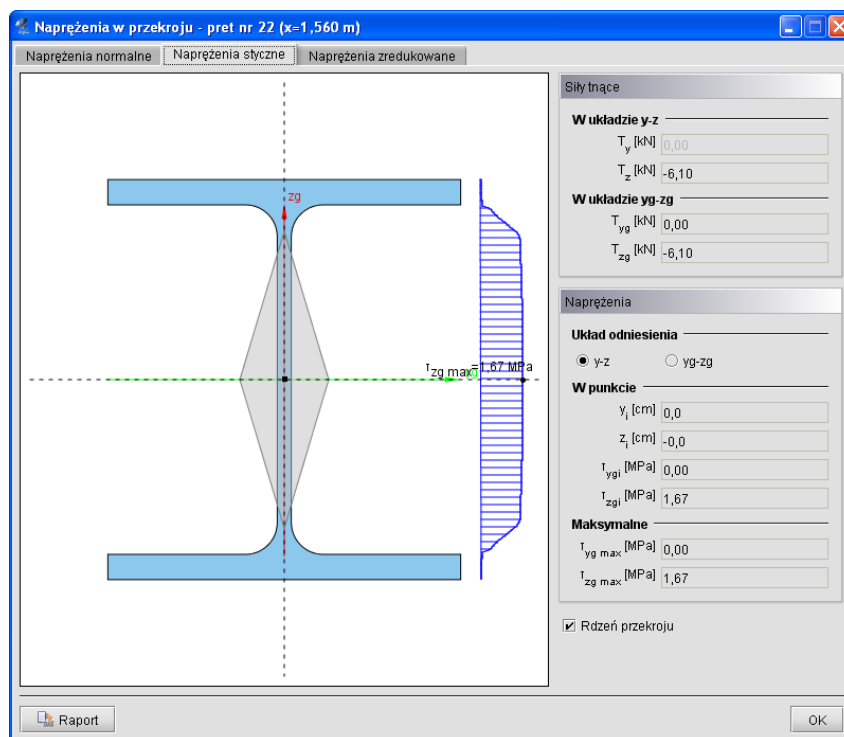 Naprężenia w przekroju - pret nr 22 (x=1,560 m)
Naprężenia normalne
Naprężenia styczne
Naprężenia zredukowane
zg
τzg max=1,67 MPa
yg
Siły tnące
W układzie y-z
Ty [kN] 0,00
Tz [kN] -6,10
W układzie yg-zg
Tyg [kN] 0,00
Tzg [kN] -6,10
Naprężenia
Układ odniesienia
y-z
yg-zg
W punkcie
yi [cm] 0,0
zi [cm] -0,0
τygi [MPa] 0,00
τzgi [MPa] 1,67
Maksymalne
τyg max [MPa] 0,00
τzg max [MPa] 1,67
Rdzeń przekroju
Raport
OK